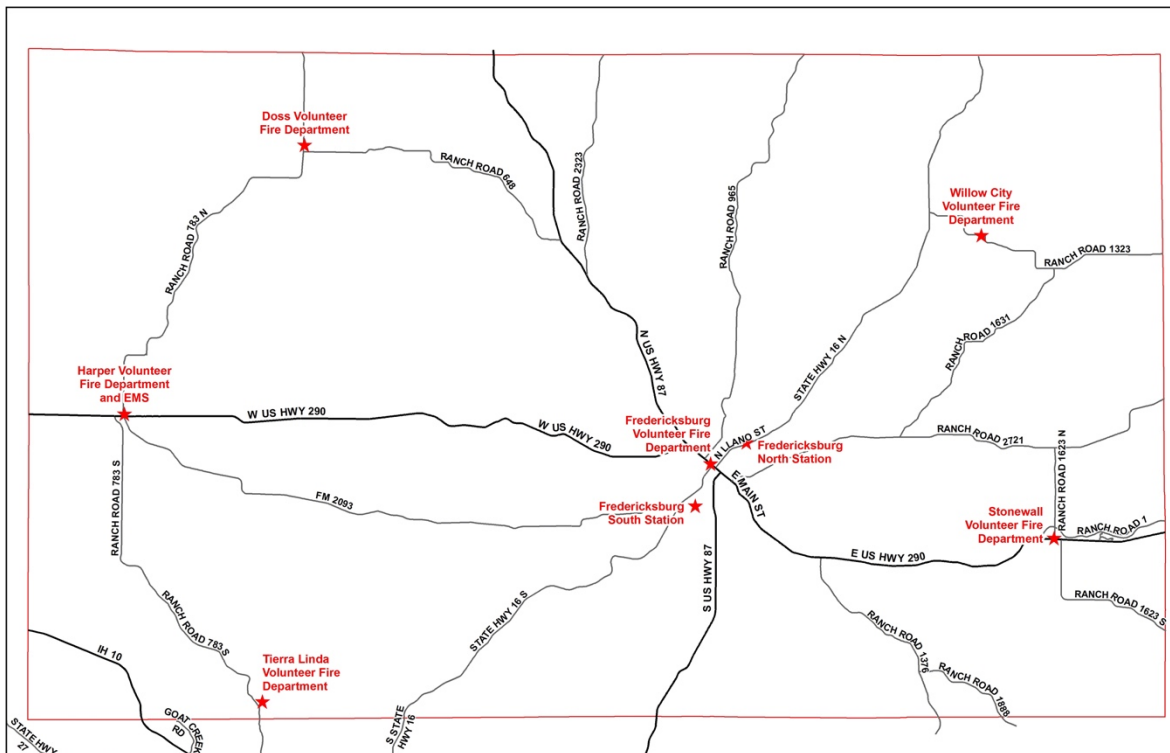 Doss Volunteer
Fire Department
RANCH ROAD 648
RANCH ROAD 2323
RANCH ROAD 965
Willow City
Volunteer Fire
Department
RANCH ROAD 783 N
RANCH ROAD 1323
RANCH ROAD 1631
N US HWY 87
STATE HWY 16 N
Harper Volunteer
Fire Department
and EMS
W US HWY 290
W US HWY 290
Fredericksburg
Volunteer Fire
Department
N LLANO ST
Fredericksburg
North Station
RANCH ROAD 2721
RANCH ROAD 1623 N
RANCH ROAD 783 S
FM 2093
Fredericksburg
South Station
E MAIN ST
Stonewall
Volunteer Fire
Department
RANCH ROAD 1
E US HWY 290
S US HWY 87
RANCH ROAD 783 S
STATE HWY 16 S
RANCH ROAD 1623 S
RANCH ROAD 1376
RANCH ROAD 1888
IH 10
Tierra Linda
Volunteer Fire
Department
GOAT CREEK
RD
S STATE
HWY 16
STATE HWY
27